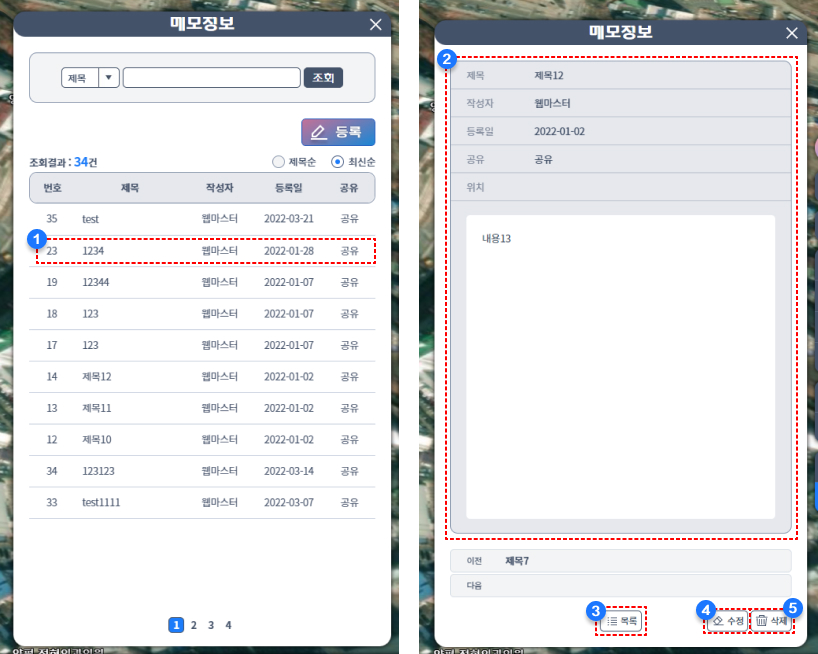 메모정보
제목
조회
등록
조회결과 : 34건
제목순 최신순
번호 제목 작성자 등록일 공유
35 test 웹마스터 2022-03-21 공유
1
23 1234 웹마스터 2022-01-28 공유
19 12344 웹마스터 2022-01-07 공유
18 123 웹마스터 2022-01-07 공유
17 123 웹마스터 2022-01-07 공유
14 제목12 웹마스터 2022-01-02 공유
13 제목11 웹마스터 2022-01-02 공유
12 제목10 웹마스터 2022-01-02 공유
34 123123 웹마스터 2022-03-14 공유
33 test1111 웹마스터 2022-03-07 공유
1 2 3 4
메모정보
2
제목 제목12
작성자 웹마스터
등록일 2022-01-02
공유 공유
위치
내용13
이전 제목7
다음
3 목록
4 수정
5 삭제